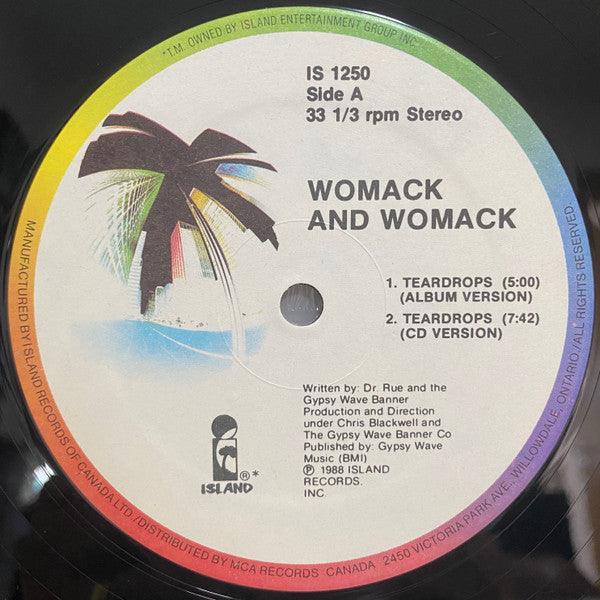 *T.M. OWNED BY ISLAND ENTERTAINMENT GROUP INC.
IS 1250
Side A
33 1/3 rpm Stereo
WOMACK
AND WOMACK
1. TEARDROPS (5:00)
(ALBUM VERSION)
2. TEARDROPS (7:42)
(CD VERSION)
Written by: Dr. Rue and the
Gypsy Wave Banner
Production and Direction
under Chris Blackwell and
The Gypsy Wave Banner Co
Published by: Gypsy Wave
Music (BMI)
℗ 1988 ISLAND
RECORDS.
INC
ISLAND ®*
MANUFACTURED BY ISLAND RECORDS OF CANADA LTD./DISTRIBUTED BY MCA RECORDS CANADA 2450 VICTORIA PARK AVE., WILLOWDALE, ONTARIO./ALL RIGHTS RESERVED.